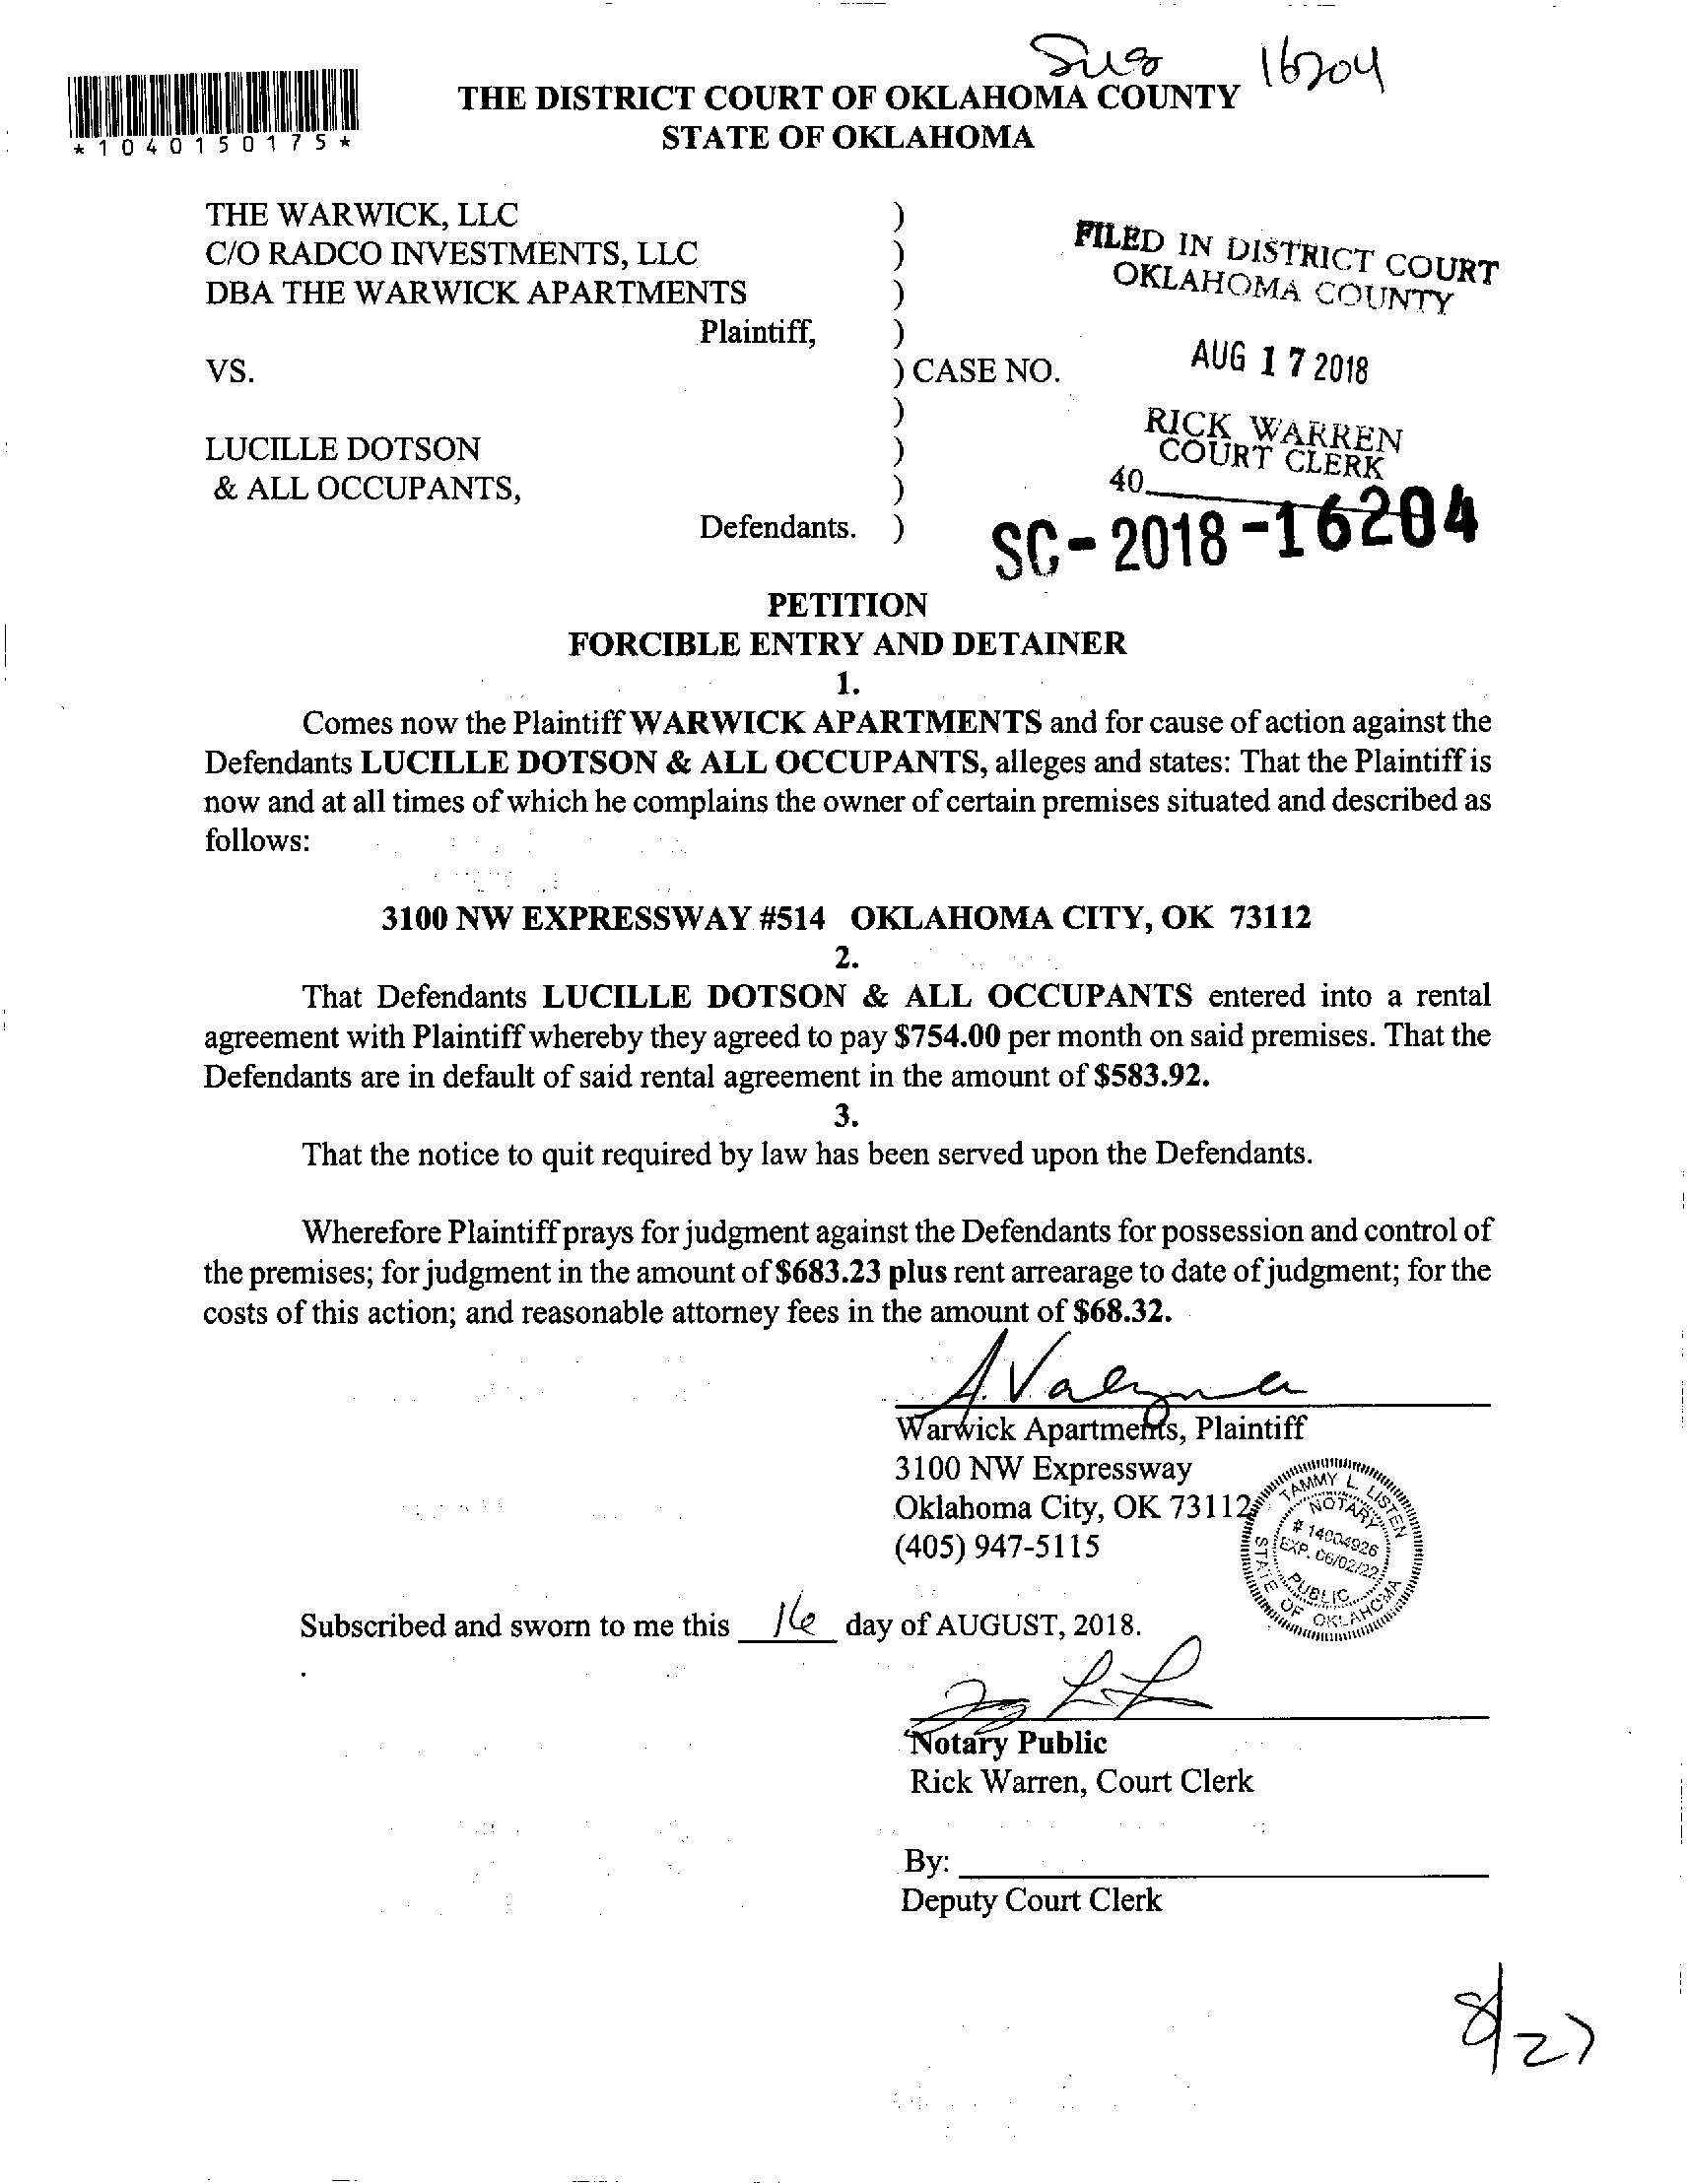 Sue 16204
THE DISTRICT COURT OF OKLAHOMA COUNTY
STATE OF OKLAHOMA
*1040150175*
THE WARWICK, LLC )
C/O RADCO INVESTMENTS, LLC )
DBA THE WARWICK APARTMENTS )
Plaintiff, )
VS. ) CASE NO.
)
LUCILLE DOTSON )
& ALL OCCUPANTS, )
Defendants. )
FILED IN DISTRICT COURT
OKLAHOMA COUNTY
AUG 17 2018
RICK WARREN
COURT CLERK
40
SC-2018-16204
PETITION
FORCIBLE ENTRY AND DETAINER
1.
Comes now the Plaintiff WARWICK APARTMENTS and for cause of action against the
Defendants LUCILLE DOTSON & ALL OCCUPANTS, alleges and states: That the Plaintiff is
now and at all times of which he complains the owner of certain premises situated and described as
follows:
3100 NW EXPRESSWAY #514 OKLAHOMA CITY, OK 73112
2.
That Defendants LUCILLE DOTSON & ALL OCCUPANTS entered into a rental
agreement with Plaintiff whereby they agreed to pay $754.00 per month on said premises. That the
Defendants are in default of said rental agreement in the amount of $583.92.
3.
That the notice to quit required by law has been served upon the Defendants.
Wherefore Plaintiff prays for judgment against the Defendants for possession and control of
the premises; for judgment in the amount of $683.23 plus rent arrearage to date of judgment; for the
costs of this action; and reasonable attorney fees in the amount of $68.32.
Warwick Apartments, Plaintiff
3100 NW Expressway
Oklahoma City, OK 73112
(405) 947-5115
TAMMY L. LISTEN
NOTARY
# 14004926
EXP. 06/02/22
PUBLIC
STATE OF OKLAHOMA
Subscribed and sworn to me this 16 day of AUGUST, 2018.
Notary Public
Rick Warren, Court Clerk
By:
Deputy Court Clerk
8/27